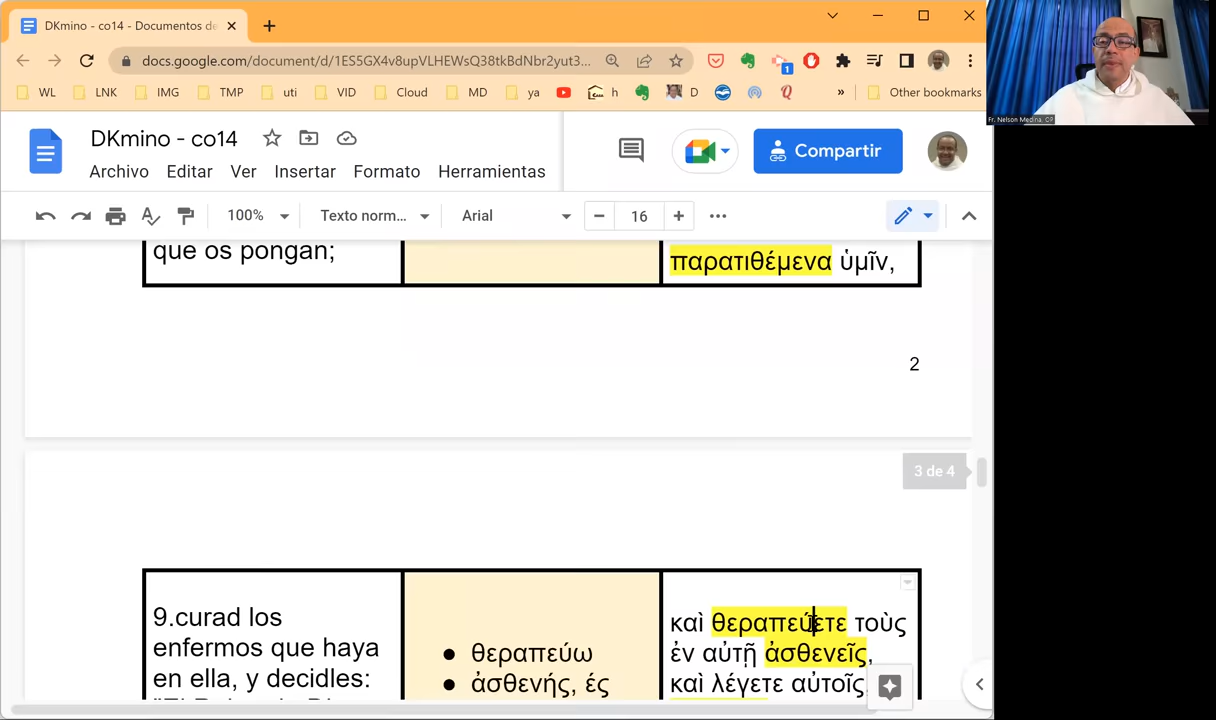 DKmino - co14 - Documentos de
docs.google.com/document/d/1ES5GX4v8upVLHEWsQ38tkBdNbr2yut3...
1
WL LNK IMG TMP uti VID Cloud MD ya h D » Other bookmarks
Fr. Nelson Medina, OP
DKmino - co14
Archivo Editar Ver Insertar Formato Herramientas
Compartir
100% Texto norm... Arial 16
que os pongan;
παρατιθέμενα ὑμῖν,
2
3 de 4
9.curad los
enfermos que haya
en ella, y decidles:
θεραπεύω
ἀσθενής, ές
καὶ θεραπεύετε τοὺς
ἐν αὐτῇ ἀσθενεῖς,
καὶ λέγετε αὐτοῖς